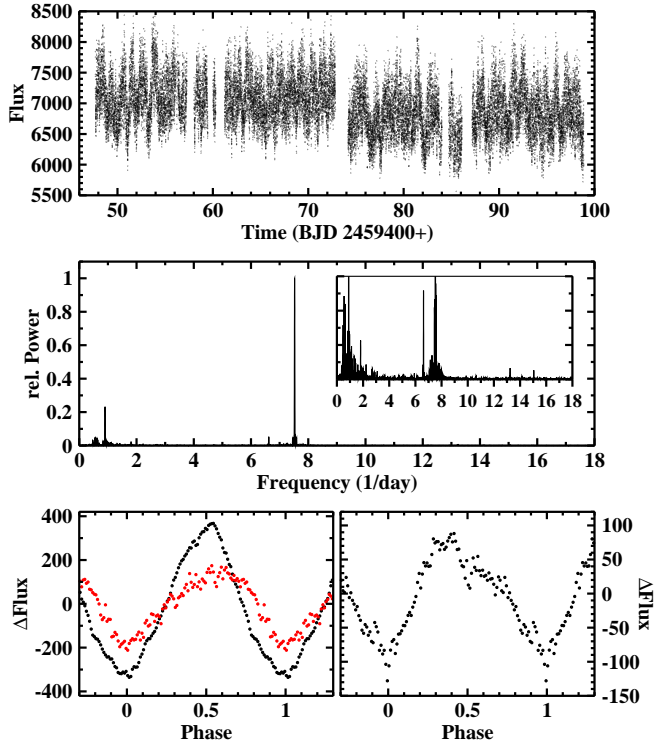 8500
8000
7500
7000
6500
6000
5500
Flux
50 60 70 80 90 100
Time (BJD 2459400+)
1
0.8
0.6
0.4
0.2
0
rel. Power
0 2 4 6 8 10 12 14 16 18
0 2 4 6 8 10 12 14 16 18
Frequency (1/day)
400
200
0
-200
-400
ΔFlux
0 0.5 1
Phase
100
50
0
-50
-100
-150
ΔFlux
0 0.5 1
Phase